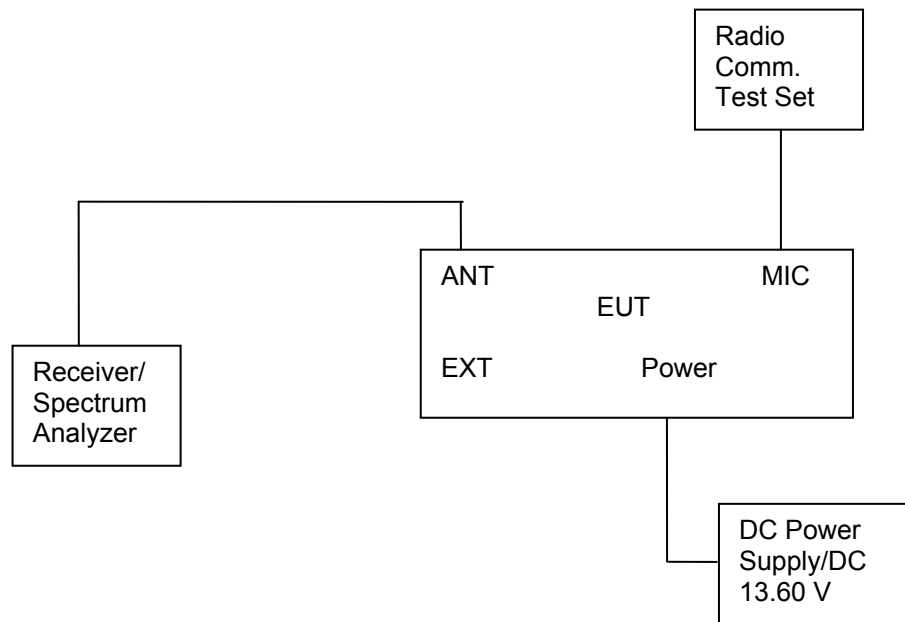 Radio
Comm.
Test Set
ANT
MIC
EUT
EXT
Power
Receiver/
Spectrum
Analyzer
DC Power
Supply/DC
13.60 V